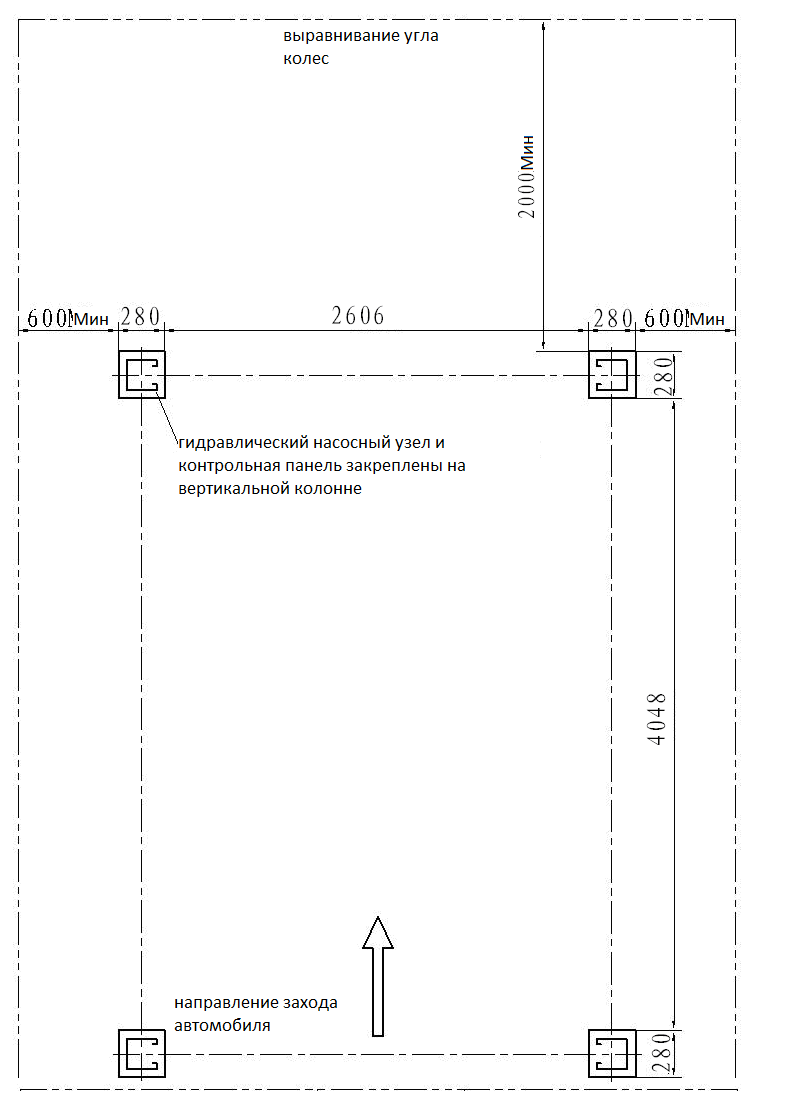 выравнивание угла
колес
2000Мин
600Мин 280 2606 280 600Мин
280
гидравлический насосный узел и
контрольная панель закреплены на
вертикальной колонне
4048
направление захода
автомобиля
280